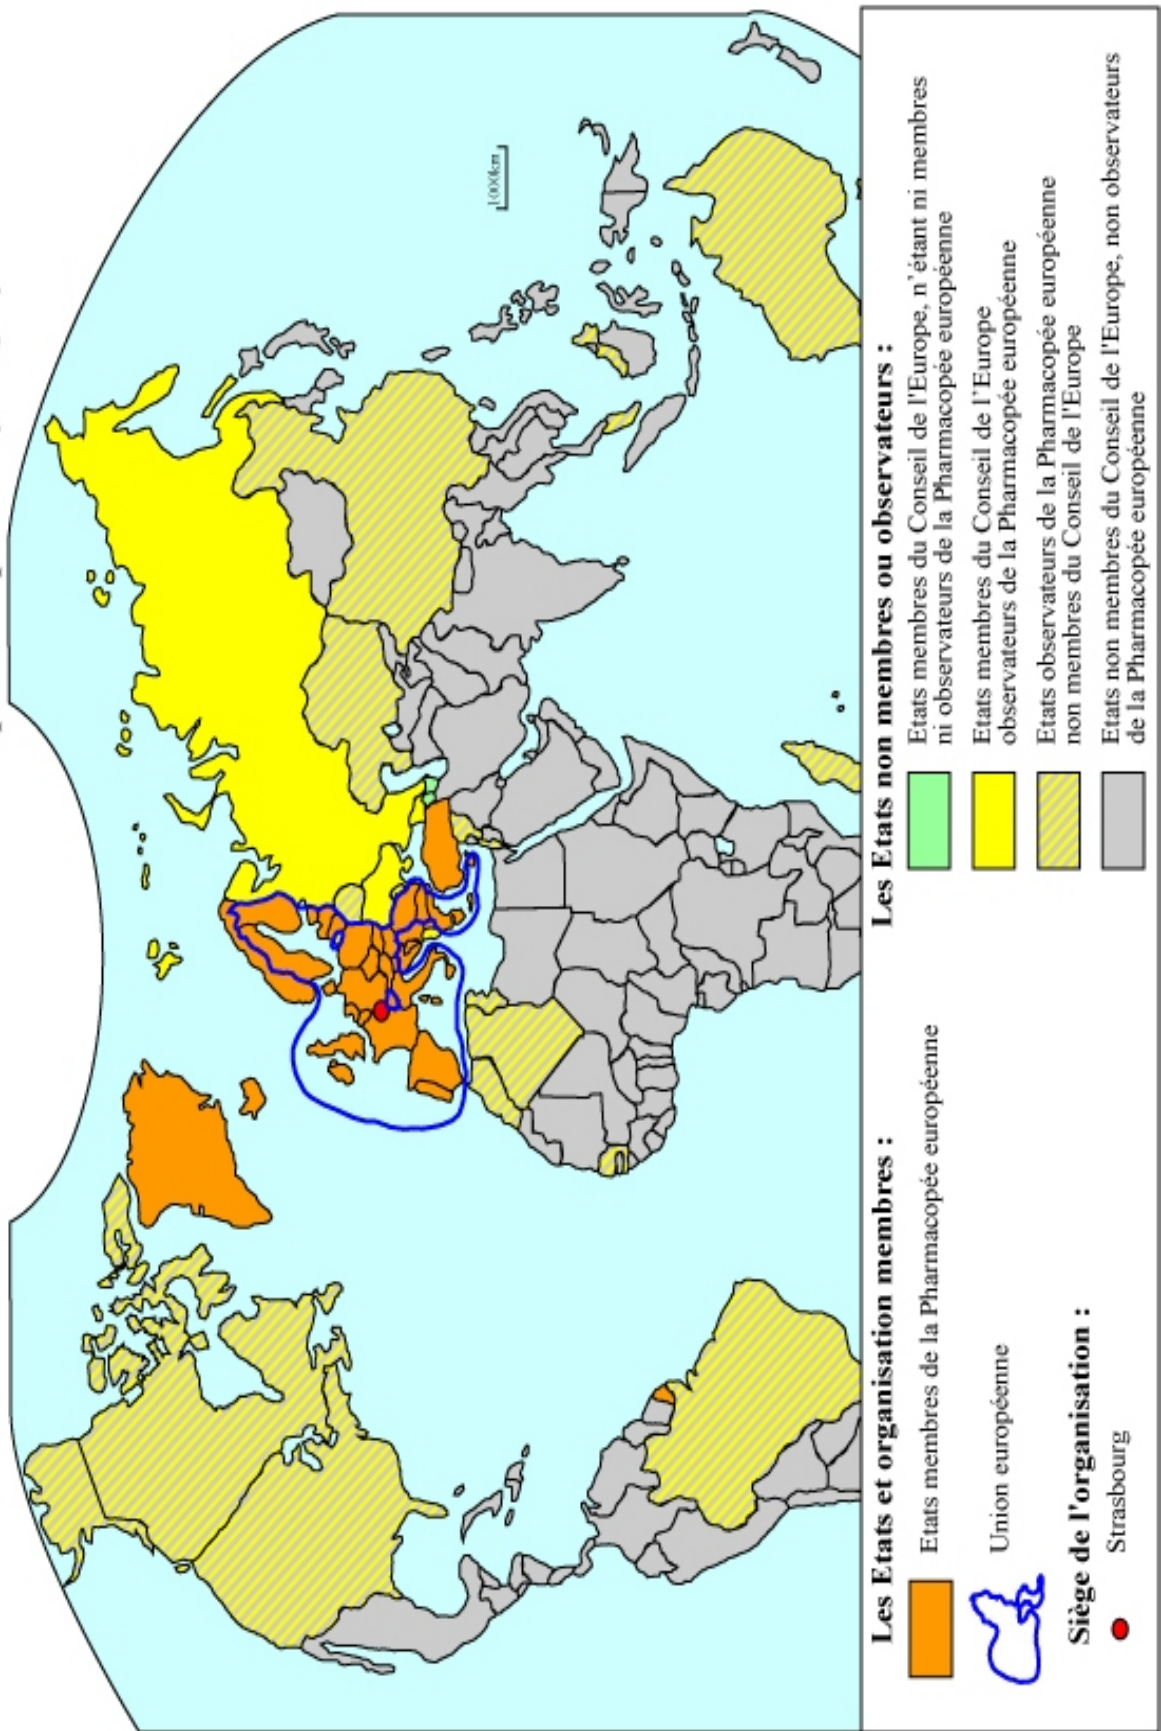 1000km
Les Etats et organisation membres :
Etats membres de la Pharmacopée européenne
Union européenne
Siège de l'organisation :
Strasbourg
Les Etats non membres ou observateurs :
Etats membres du Conseil de l'Europe, n'étant ni membres
ni observateurs de la Pharmacopée européenne
Etats membres du Conseil de l'Europe
observateurs de la Pharmacopée européenne
Etats observateurs de la Pharmacopée européenne
non membres du Conseil de l'Europe
Etats non membres du Conseil de l'Europe, non observateurs
de la Pharmacopée européenne